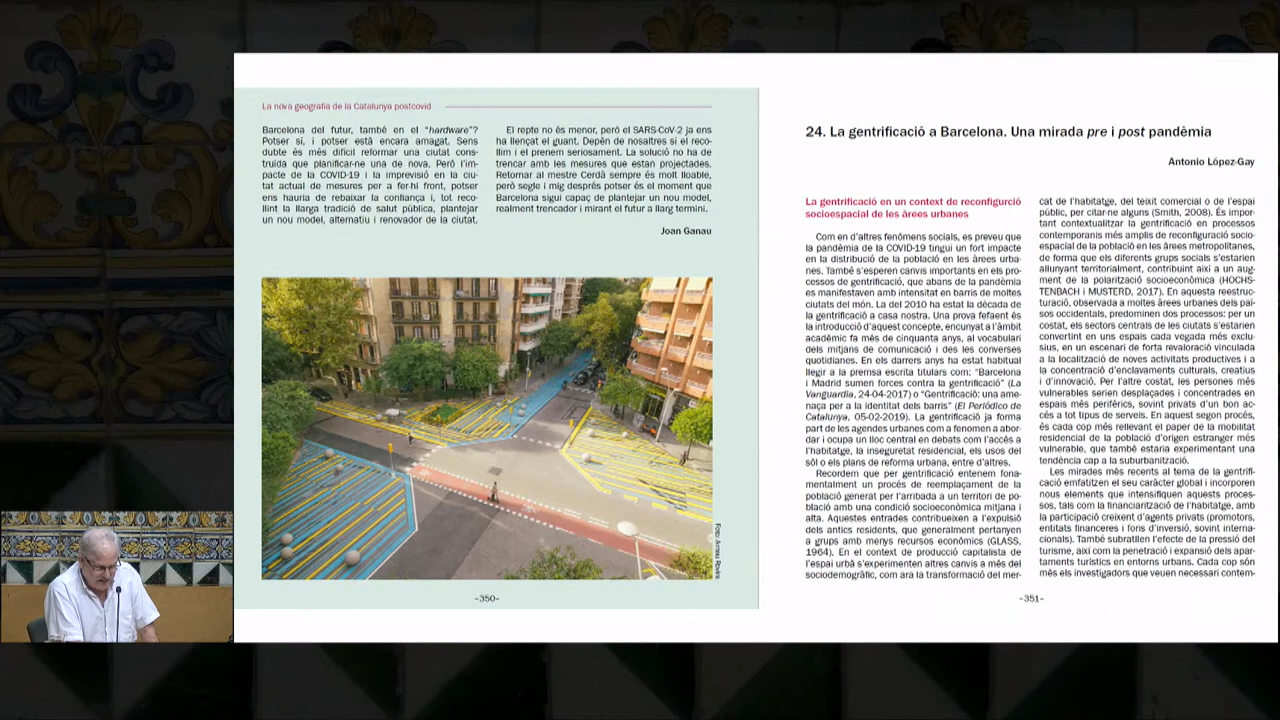 La nova geografia de la Catalunya postcovid
Barcelona del futur, també en el "hardware"?
Potser sí, i potser està encara amagat. Sens
dubte és més difícil reformar una ciutat cons-
truïda que planificar-ne una de nova. Però l'im-
pacte de la COVID-19 i la imprevisió en la ciu-
tat actual de mesures per a fer-hi front, potser
ens hauria de rebaixar la confiança i, tot reco-
llint la llarga tradició de salut pública, plantejar
un nou model, alternatiu i renovador de la ciutat.
El repte no és menor, però el SARS-CoV-2 ja ens
ha llençat el guant. Depèn de nosaltres si el reco-
llim i el prenem seriosament. La solució no ha de
trencar amb les mesures que estan projectades.
Retornar al mestre Cerdà sempre és molt lloable,
però segle i mig després potser és el moment que
Barcelona sigui capaç de plantejar un nou model,
realment trencador i mirant el futur a llarg termini.
Joan Ganau
Foto: Arnau Rovira
-350-
24. La gentrificació a Barcelona. Una mirada pre i post pandèmia
Antonio López-Gay
La gentrificació en un context de reconfigurció
socioespacial de les àrees urbanes
Com en d'altres fenòmens socials, es preveu que
la pandèmia de la COVID-19 tingui un fort impacte
en la distribució de la població en les àrees urba-
nes. També s'esperen canvis importants en els pro-
cessos de gentrificació, que abans de la pandèmia
es manifestaven amb intensitat en barris de moltes
ciutats del món. La del 2010 ha estat la dècada de
la gentrificació a casa nostra. Una prova fefaent és
la introducció d'aquest concepte, encunyat a l'àmbit
acadèmic fa més de cinquanta anys, al vocabulari
dels mitjans de comunicació i des les converses
quotidianes. En els darrers anys ha estat habitual
llegir a la premsa escrita titulars com: "Barcelona
i Madrid sumen forces contra la gentrificació" (La
Vanguardia, 24-04-2017) o "Gentrificació: una ame-
naça per a la identitat dels barris" (El Periódico de
Catalunya, 05-02-2019). La gentrificació ja forma
part de les agendes urbanes com a fenomen a abor-
dar i ocupa un lloc central en debats com l'accés a
l'habitatge, la inseguretat residencial, els usos del
sòl o els plans de reforma urbana, entre d'altres.
Recordem que per gentrificació entenem fona-
mentalment un procés de reemplaçament de la
població generat per l'arribada a un territori de po-
blació amb una condició socioeconòmica mitjana i
alta. Aquestes entrades contribueixen a l'expulsió
dels antics residents, que generalment pertanyen
a grups amb menys recursos econòmics (GLASS,
1964). En el context de producció capitalista de
l'espai urbà s'experimenten altres canvis a més del
sociodemogràfic, com ara la transformació del mer-
cat de l'habitatge, del teixit comercial o de l'espai
públic, per citar-ne alguns (Smith, 2008). És impor-
tant contextualitzar la gentrificació en processos
contemporanis més amplis de reconfiguració socio-
espacial de la població en les àrees metropolitanes,
de forma que els diferents grups socials s'estarien
allunyant territorialment, contribuint així a un aug-
ment de la polarització socioeconòmica (HOCHS-
TENBACH i MUSTERD, 2017). En aquesta reestruc-
turació, observada a moltes àrees urbanes dels paï-
sos occidentals, predominen dos processos: per un
costat, els sectors centrals de les ciutats s'estarien
convertint en uns espais cada vegada més exclu-
sius, en un escenari de forta revaloració vinculada
a la localització de noves activitats productives i a
la concentració d'enclavaments culturals, creatius
i d'innovació. Per l'altre costat, les persones més
vulnerables serien desplaçades i concentrades en
espais més perifèrics, sovint privats d'un bon ac-
cés a tot tipus de serveis. En aquest segon procés,
és cada cop més rellevant el paper de la mobilitat
residencial de la població d'origen estranger més
vulnerable, que també estaria experimentant una
tendència cap a la suburbanització.
Les mirades més recents al tema de la gentrifi-
cació emfatitzen el seu caràcter global i incorporen
nous elements que intensifiquen aquests proces-
sos, tals com la financiarització de l'habitatge, amb
la participació creixent d'agents privats (promotors,
entitats financeres i fons d'inversió, sovint interna-
cionals). També subratllen l'efecte de la pressió del
turisme, així com la penetració i expansió dels apar-
taments turístics en entorns urbans. Cada cop són
més els investigadors que veuen necessari contem-
-351-